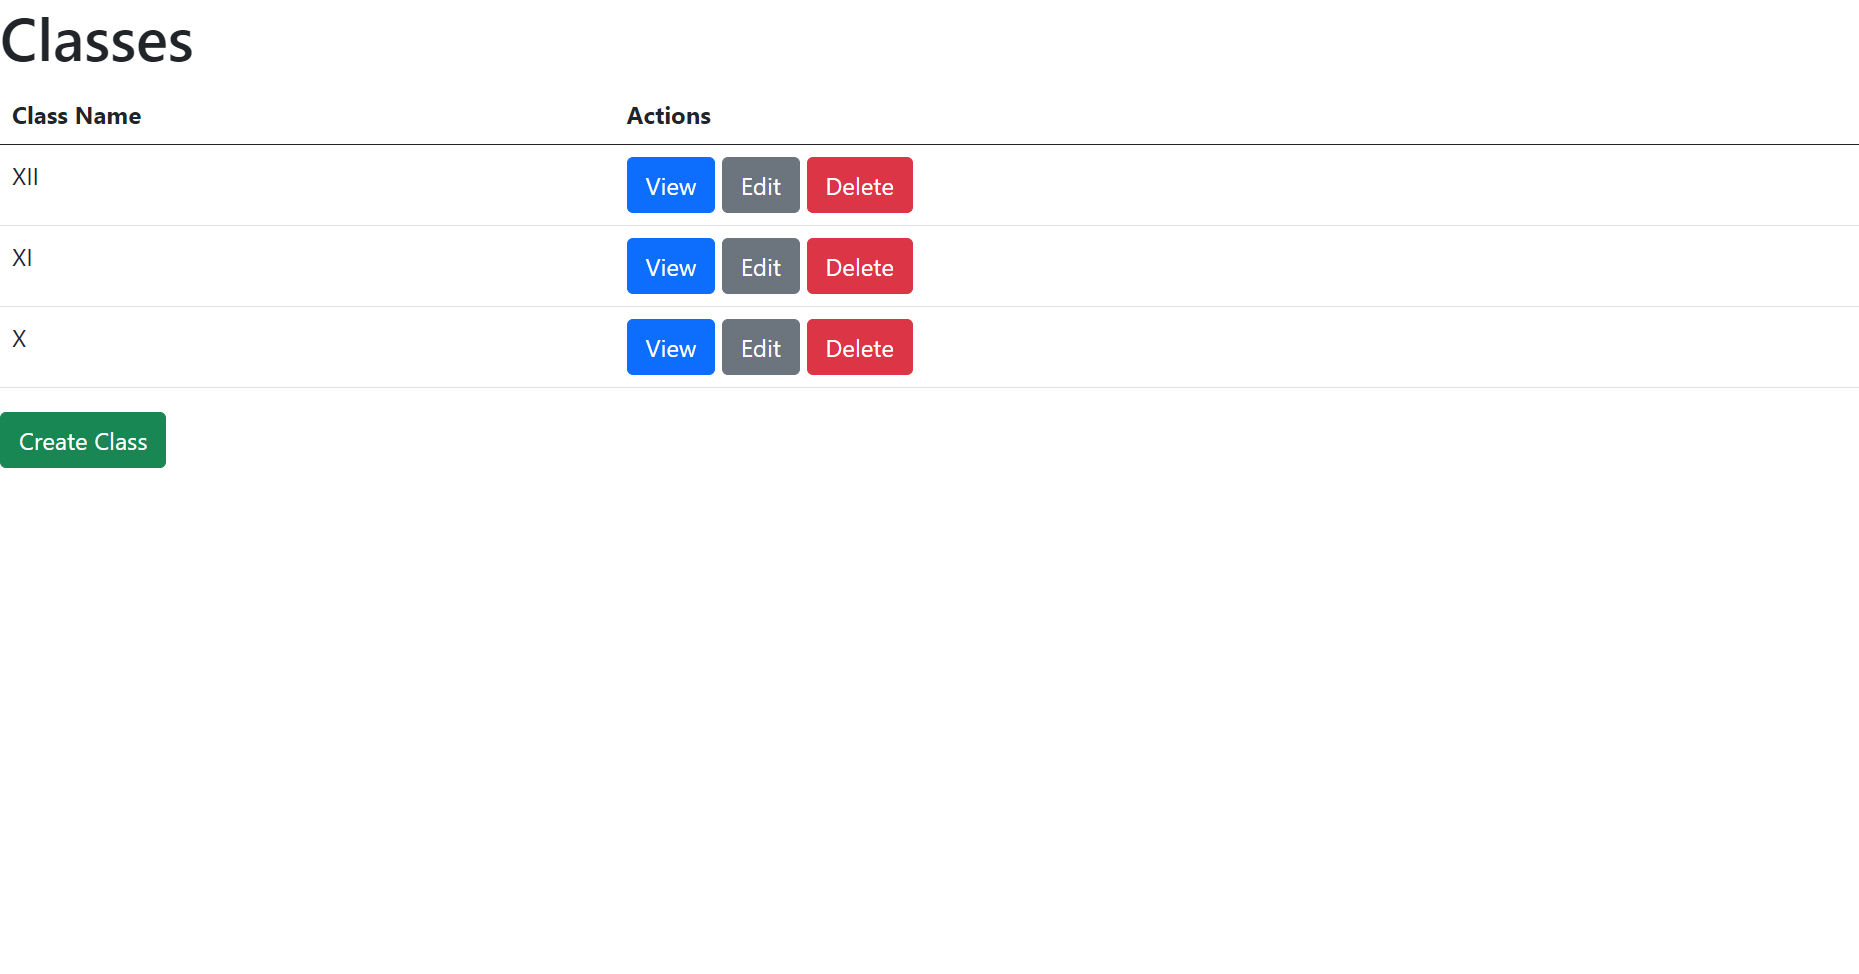 Classes
Class Name Actions
XII View Edit Delete
XI View Edit Delete
X View Edit Delete
Create Class